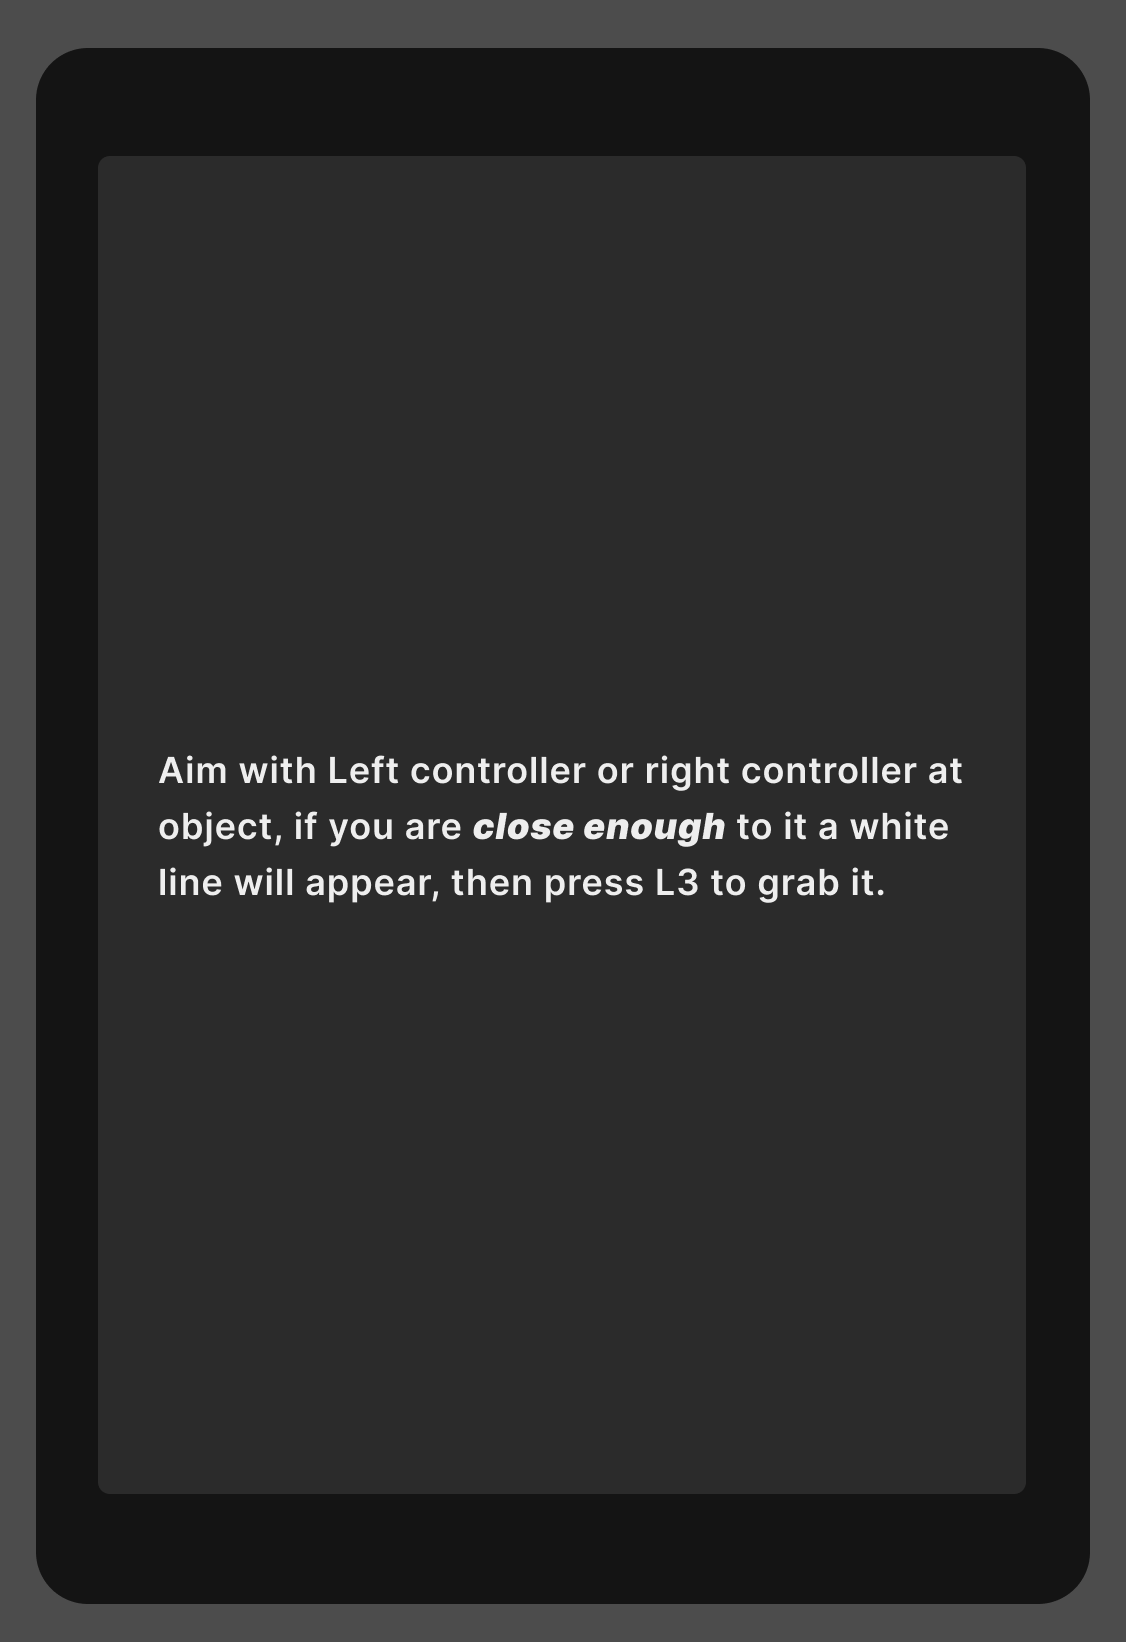 Aim with Left controller or right controller at
object, if you are close enough to it a white
line will appear, then press L3 to grab it.